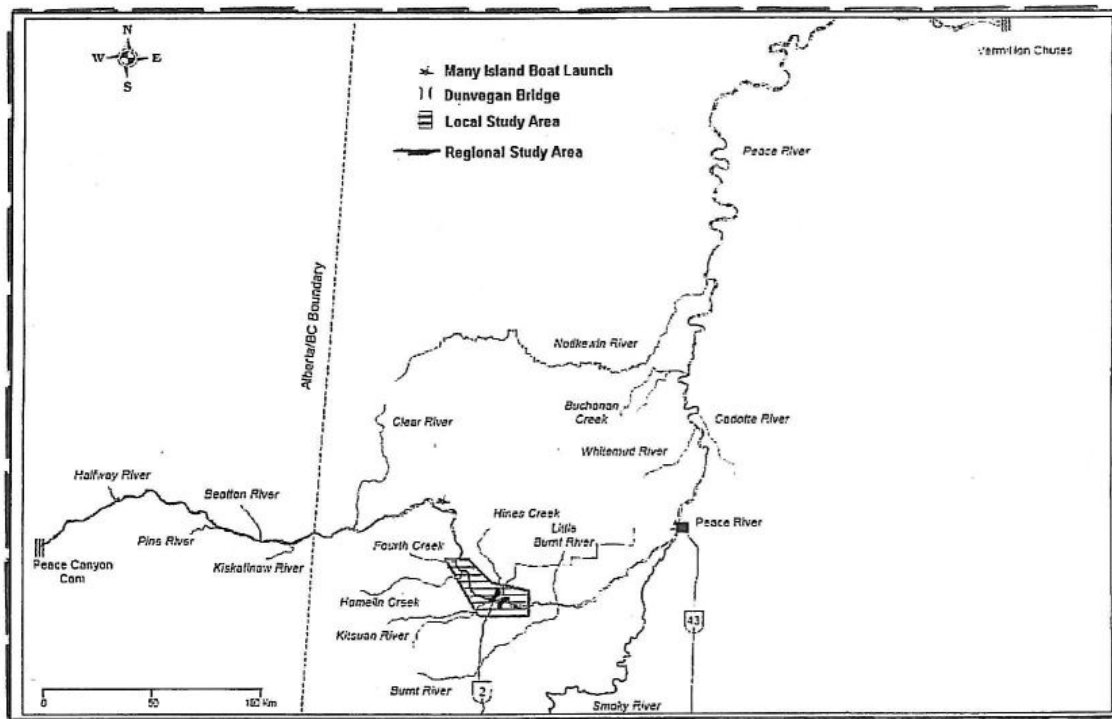 N
W E
S
Many Island Boat Launch
Dunvegan Bridge
Local Study Area
Regional Study Area
Vermilion Chutes
Peace River
Alberta/BC Boundary
Notikewin River
Buchanan
Creek
Cadotte River
Whitemud River
Clear River
Halfway River
Beatton River
Pine River
Kiskatinaw River
Peace Canyon
Hines Creek
Little
Burnt River
Peace River
Fourth Creek
Hamelin Creek
Burnt River
Smoky River
43
2
0 50 100 Km